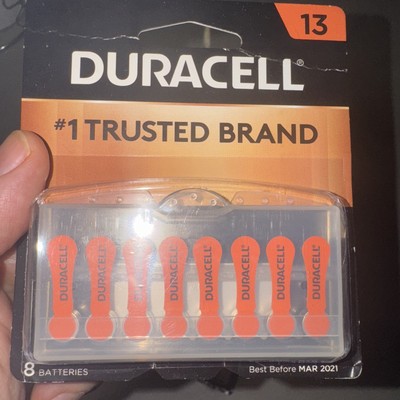 13
DURACELL®
#1 TRUSTED BRAND
DURACELL DURACELL DURACELL DURACELL DURACELL DURACELL DURACELL DURACELL
8 BATTERIES
Best Before MAR 2021